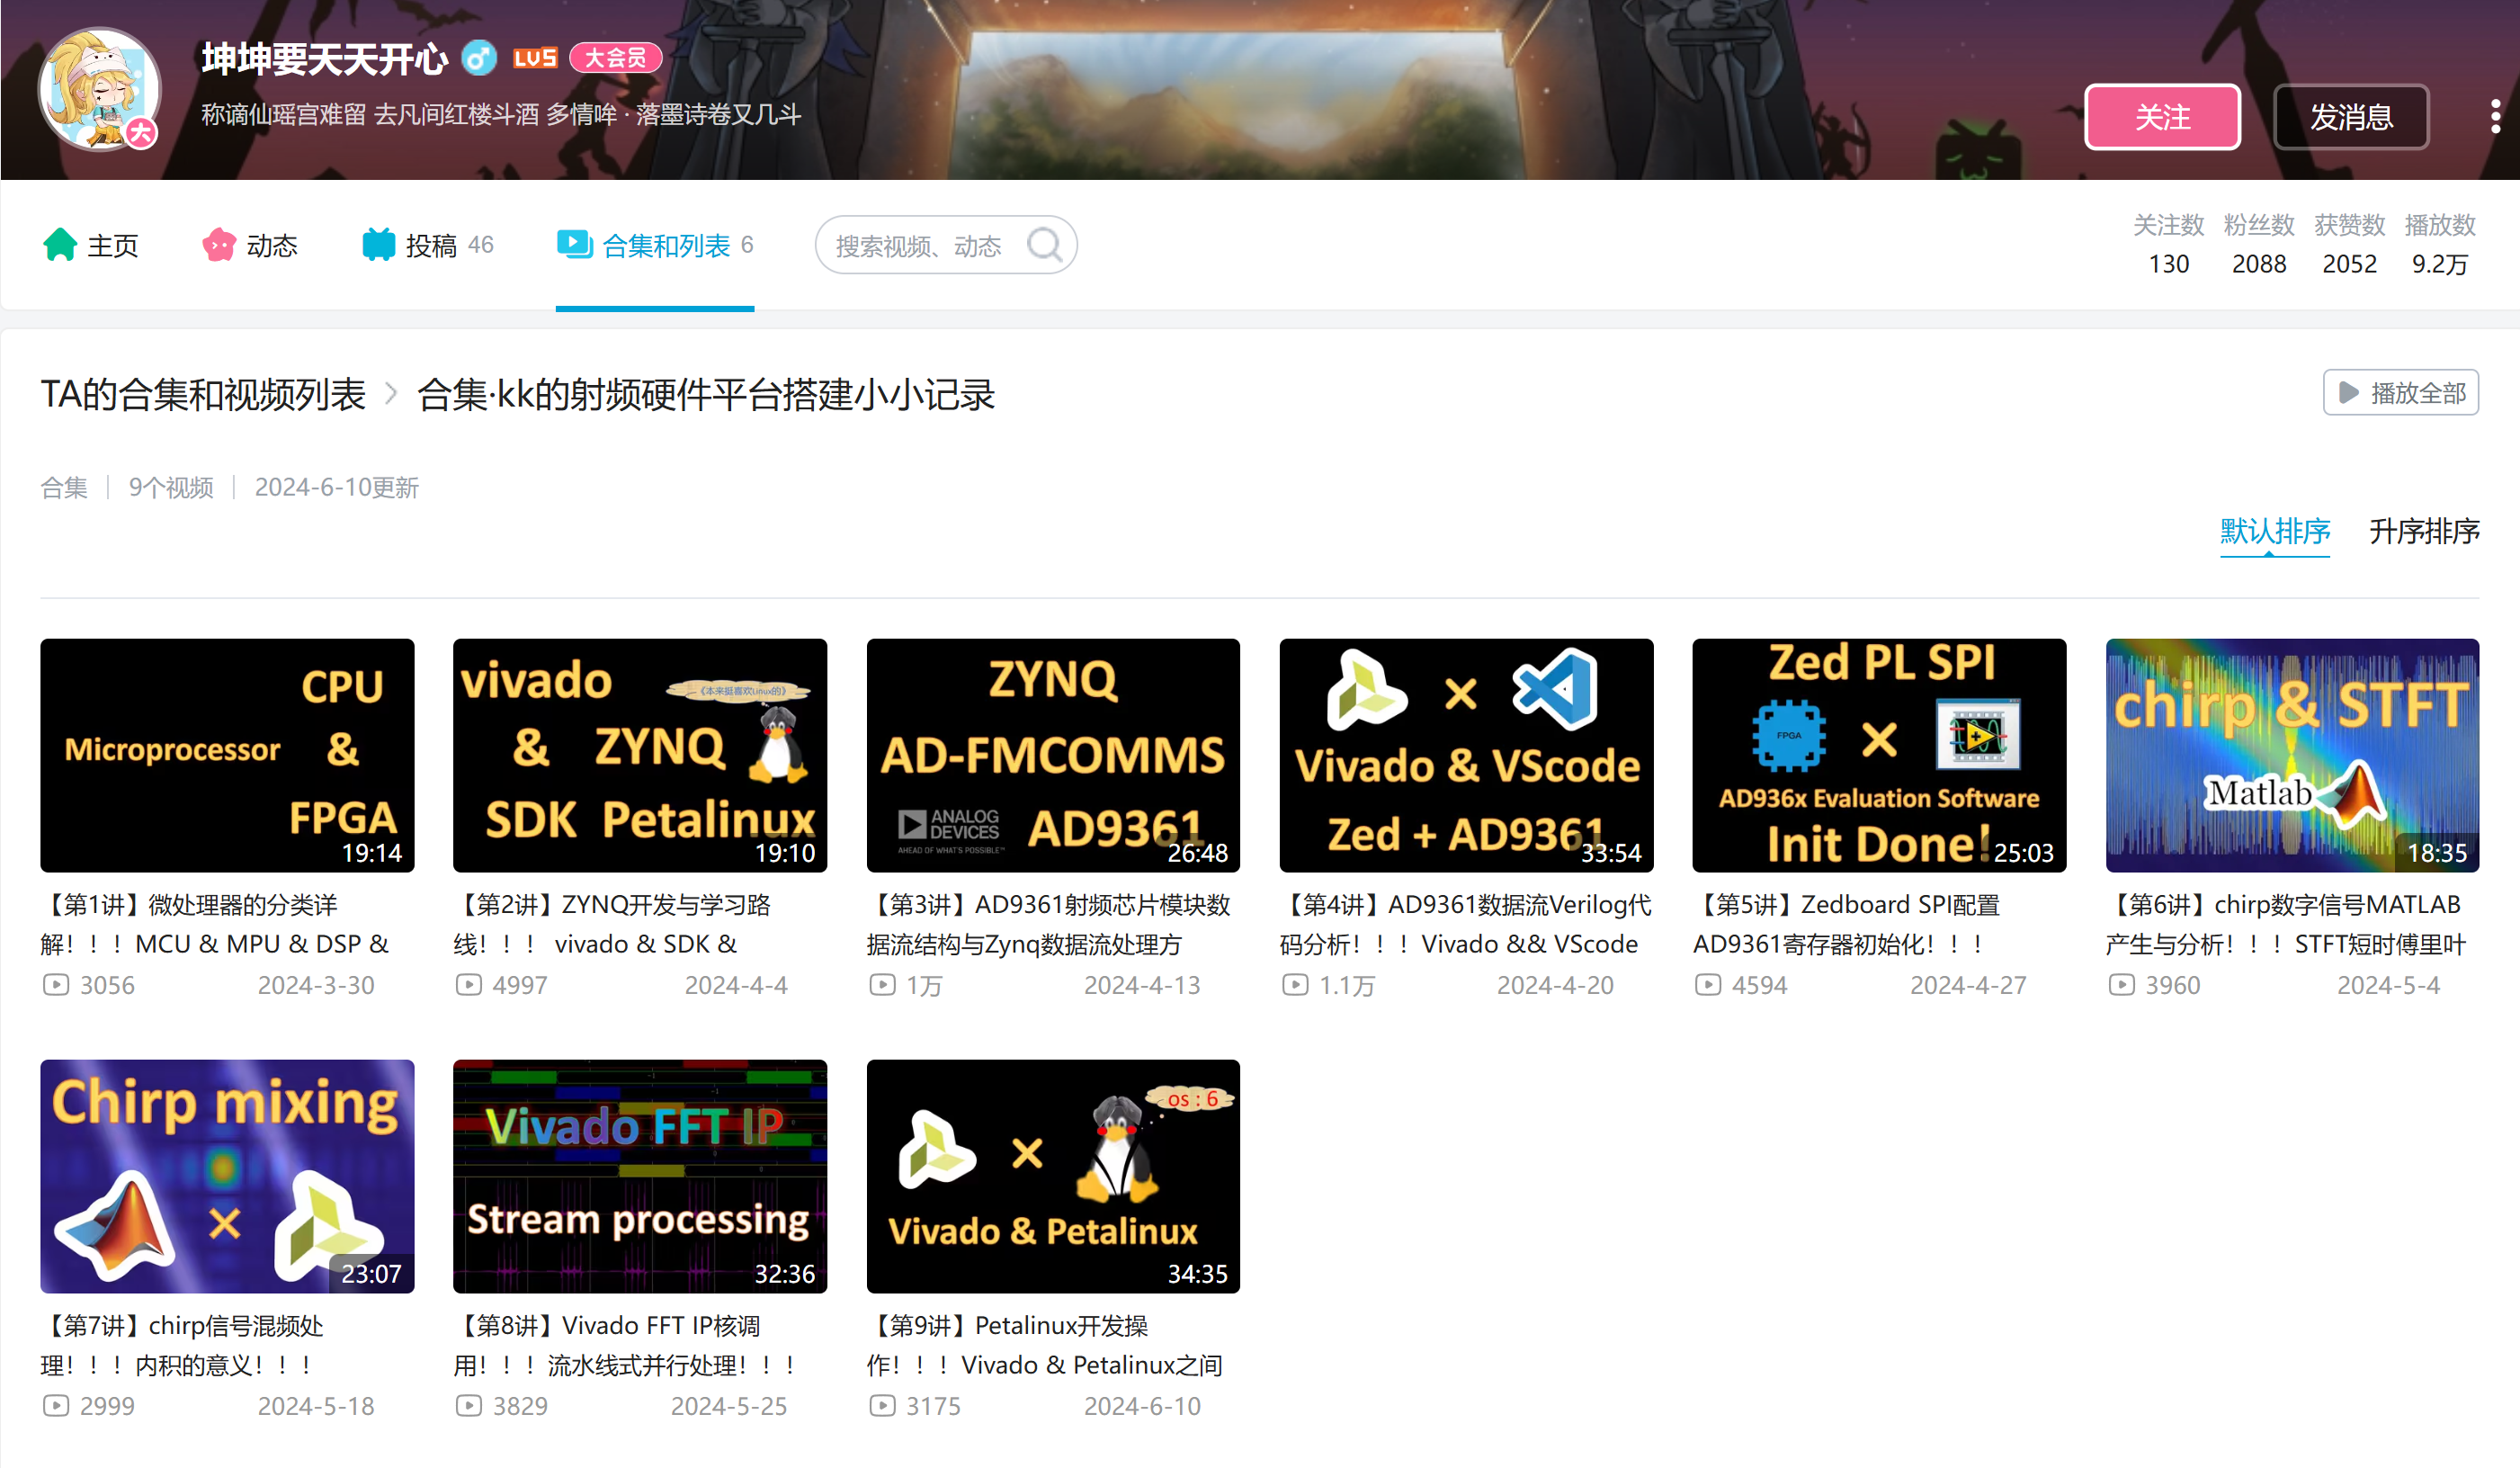 坤坤要天天开心 LV5 大会员
大
称谪仙瑶宫难留 去凡间红楼斗酒 多情眸 · 落墨诗卷又几斗
关注
发消息
主页
动态
投稿 46
合集和列表 6
搜索视频、动态
关注数 粉丝数 获赞数 播放数
130 2088 2052 9.2万
TA的合集和视频列表 > 合集·kk的射频硬件平台搭建小小记录
播放全部
合集 | 9个视频 | 2024-6-10更新
默认排序 升序排序
CPU
Microprocessor &
FPGA
19:14
【第1讲】微处理器的分类详
解！！！MCU & MPU & DSP &
3056 2024-3-30
vivado
《本来挺喜欢Linux的》
& ZYNQ
SDK Petalinux
19:10
【第2讲】ZYNQ开发与学习路
线！！！ vivado & SDK &
4997 2024-4-4
ZYNQ
AD-FMCOMMS
ANALOG
DEVICES
AHEAD OF WHAT'S POSSIBLE™
AD9361
26:48
【第3讲】AD9361射频芯片模块数
据流结构与Zynq数据流处理方
1万 2024-4-13
×
Vivado & VScode
Zed + AD9361
33:54
【第4讲】AD9361数据流Verilog代
码分析！！！Vivado && VScode
1.1万 2024-4-20
Zed PL SPI
FPGA ×
AD936x Evaluation Software
Init Done!
25:03
【第5讲】Zedboard SPI配置
AD9361寄存器初始化！！！
4594 2024-4-27
chirp & STFT
Matlab
18:35
【第6讲】chirp数字信号MATLAB
产生与分析！！！STFT短时傅里叶
3960 2024-5-4
Chirp mixing
×
23:07
【第7讲】chirp信号混频处
理！！！内积的意义！！！
2999 2024-5-18
Vivado FFT IP
Stream processing
32:36
【第8讲】Vivado FFT IP核调
用！！！流水线式并行处理！！！
3829 2024-5-25
os : 6
×
Vivado & Petalinux
34:35
【第9讲】Petalinux开发操
作！！！Vivado & Petalinux之间
3175 2024-6-10